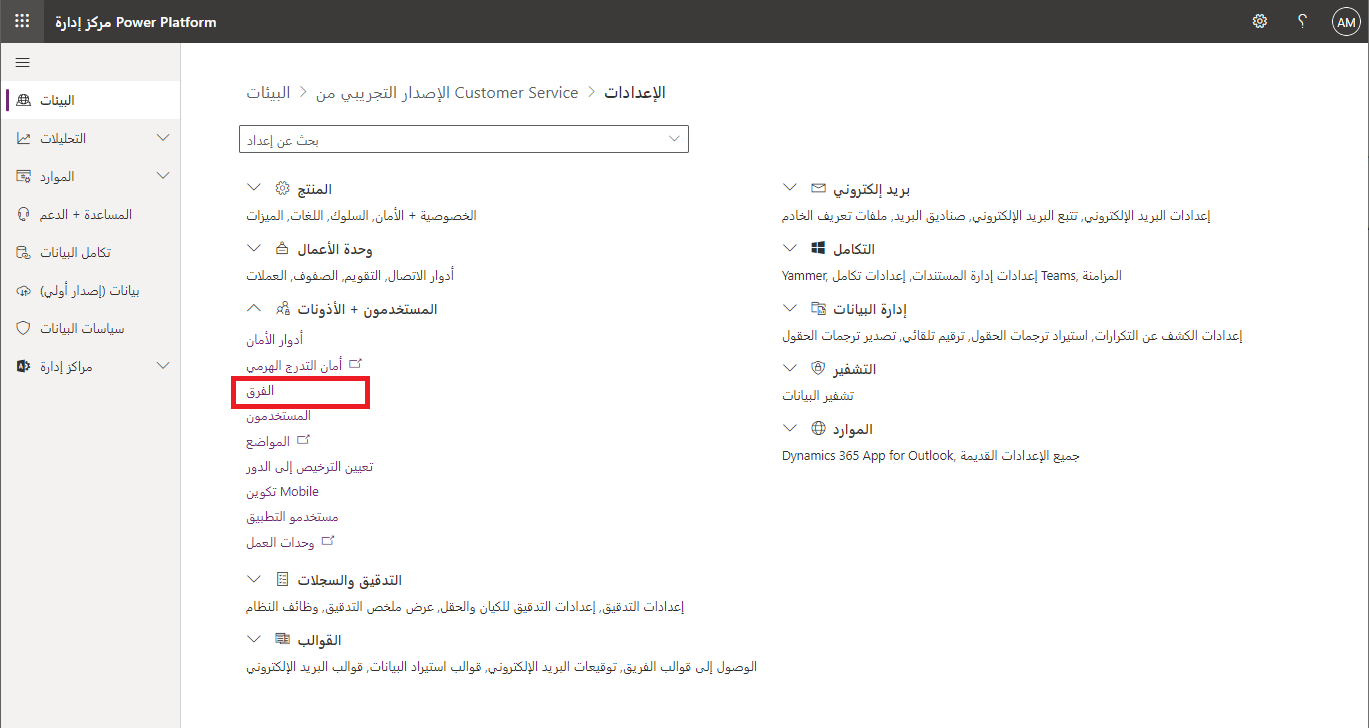 مركز إدارة Power Platform
AM
البيئات
التحليلات
الموارد
المساعدة + الدعم
تكامل البيانات
بيانات (إصدار أولي)
سياسات البيانات
مراكز إدارة
البيئات > الإصدار التجريبي من Customer Service > الإعدادات
بحث عن إعداد
المنتج
الخصوصية + الأمان, السلوك, اللغات, الميزات
وحدة الأعمال
أدوار الاتصال, التقويم, الصفوف, العملات
المستخدمون + الأذونات
أدوار الأمان
أمان التدرج الهرمي
الفرق
المستخدمون
المواضع
تعيين الترخيص إلى الدور
تكوين Mobile
مستخدمو التطبيق
وحدات العمل
التدقيق والسجلات
إعدادات التدقيق, إعدادات التدقيق للكيان والحقل, عرض ملخص التدقيق, وظائف النظام
القوالب
الوصول إلى قوالب الفريق, توقيعات البريد الإلكتروني, قوالب استيراد البيانات, قوالب البريد الإلكتروني
بريد إلكتروني
إعدادات البريد الإلكتروني, تتبع البريد الإلكتروني, صناديق البريد, ملفات تعريف الخادم
التكامل
Yammer, إعدادات إدارة المستندات, إعدادات تكامل Teams, المزامنة
إدارة البيانات
إعدادات الكشف عن التكرارات, استيراد ترجمات الحقول, ترقيم تلقائي, تصدير ترجمات الحقول
التشفير
تشفير البيانات
الموارد
Dynamics 365 App for Outlook, جميع الإعدادات القديمة